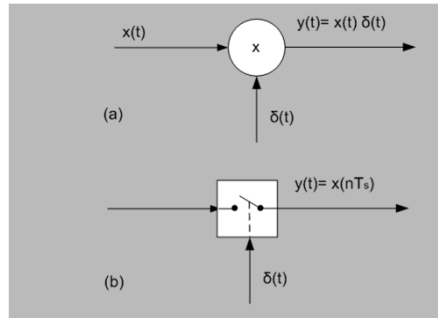 x(t)
y(t)= x(t) δ(t)
x
δ(t)
(a)
y(t)= x(nTₛ)
δ(t)
(b)